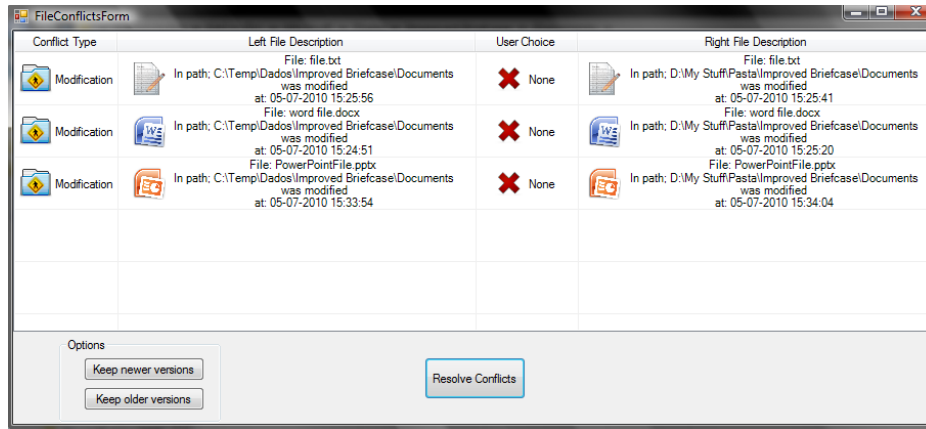 FileConflictsForm
Conflict Type Left File Description User Choice Right File Description
File: file.txt
In path; C:\Temp\Dados\Improved Briefcase\Documents
was modified
at: 05-07-2010 15:25:56
Modification
None
File: file.txt
In path; D:\My Stuff\Pasta\Improved Briefcase\Documents
was modified
at: 05-07-2010 15:25:41
File: word file.docx
In path; C:\Temp\Dados\Improved Briefcase\Documents
was modified
at: 05-07-2010 15:24:51
Modification
None
File: word file.docx
In path; D:\My Stuff\Pasta\Improved Briefcase\Documents
was modified
at: 05-07-2010 15:25:20
File: PowerPointFile.pptx
In path; C:\Temp\Dados\Improved Briefcase\Documents
was modified
at: 05-07-2010 15:33:54
Modification
None
File: PowerPointFile.pptx
In path; D:\My Stuff\Pasta\Improved Briefcase\Documents
was modified
at: 05-07-2010 15:34:04
Options
Keep newer versions
Keep older versions
Resolve Conflicts